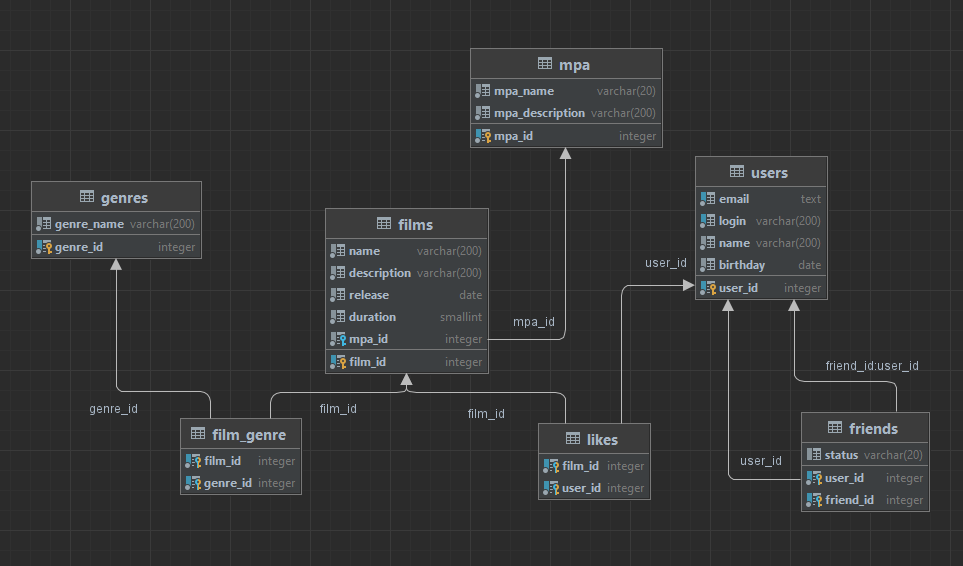 mpa
mpa_name varchar(20)
mpa_description varchar(200)
mpa_id integer
users
email text
login varchar(200)
name varchar(200)
birthday date
user_id integer
genres
genre_name varchar(200)
genre_id integer
films
name varchar(200)
description varchar(200)
release date
duration smallint
mpa_id integer
film_id integer
user_id
mpa_id
friend_id:user_id
genre_id
film_id
film_id
user_id
film_genre
film_id integer
genre_id integer
likes
film_id integer
user_id integer
friends
status varchar(20)
user_id integer
friend_id integer